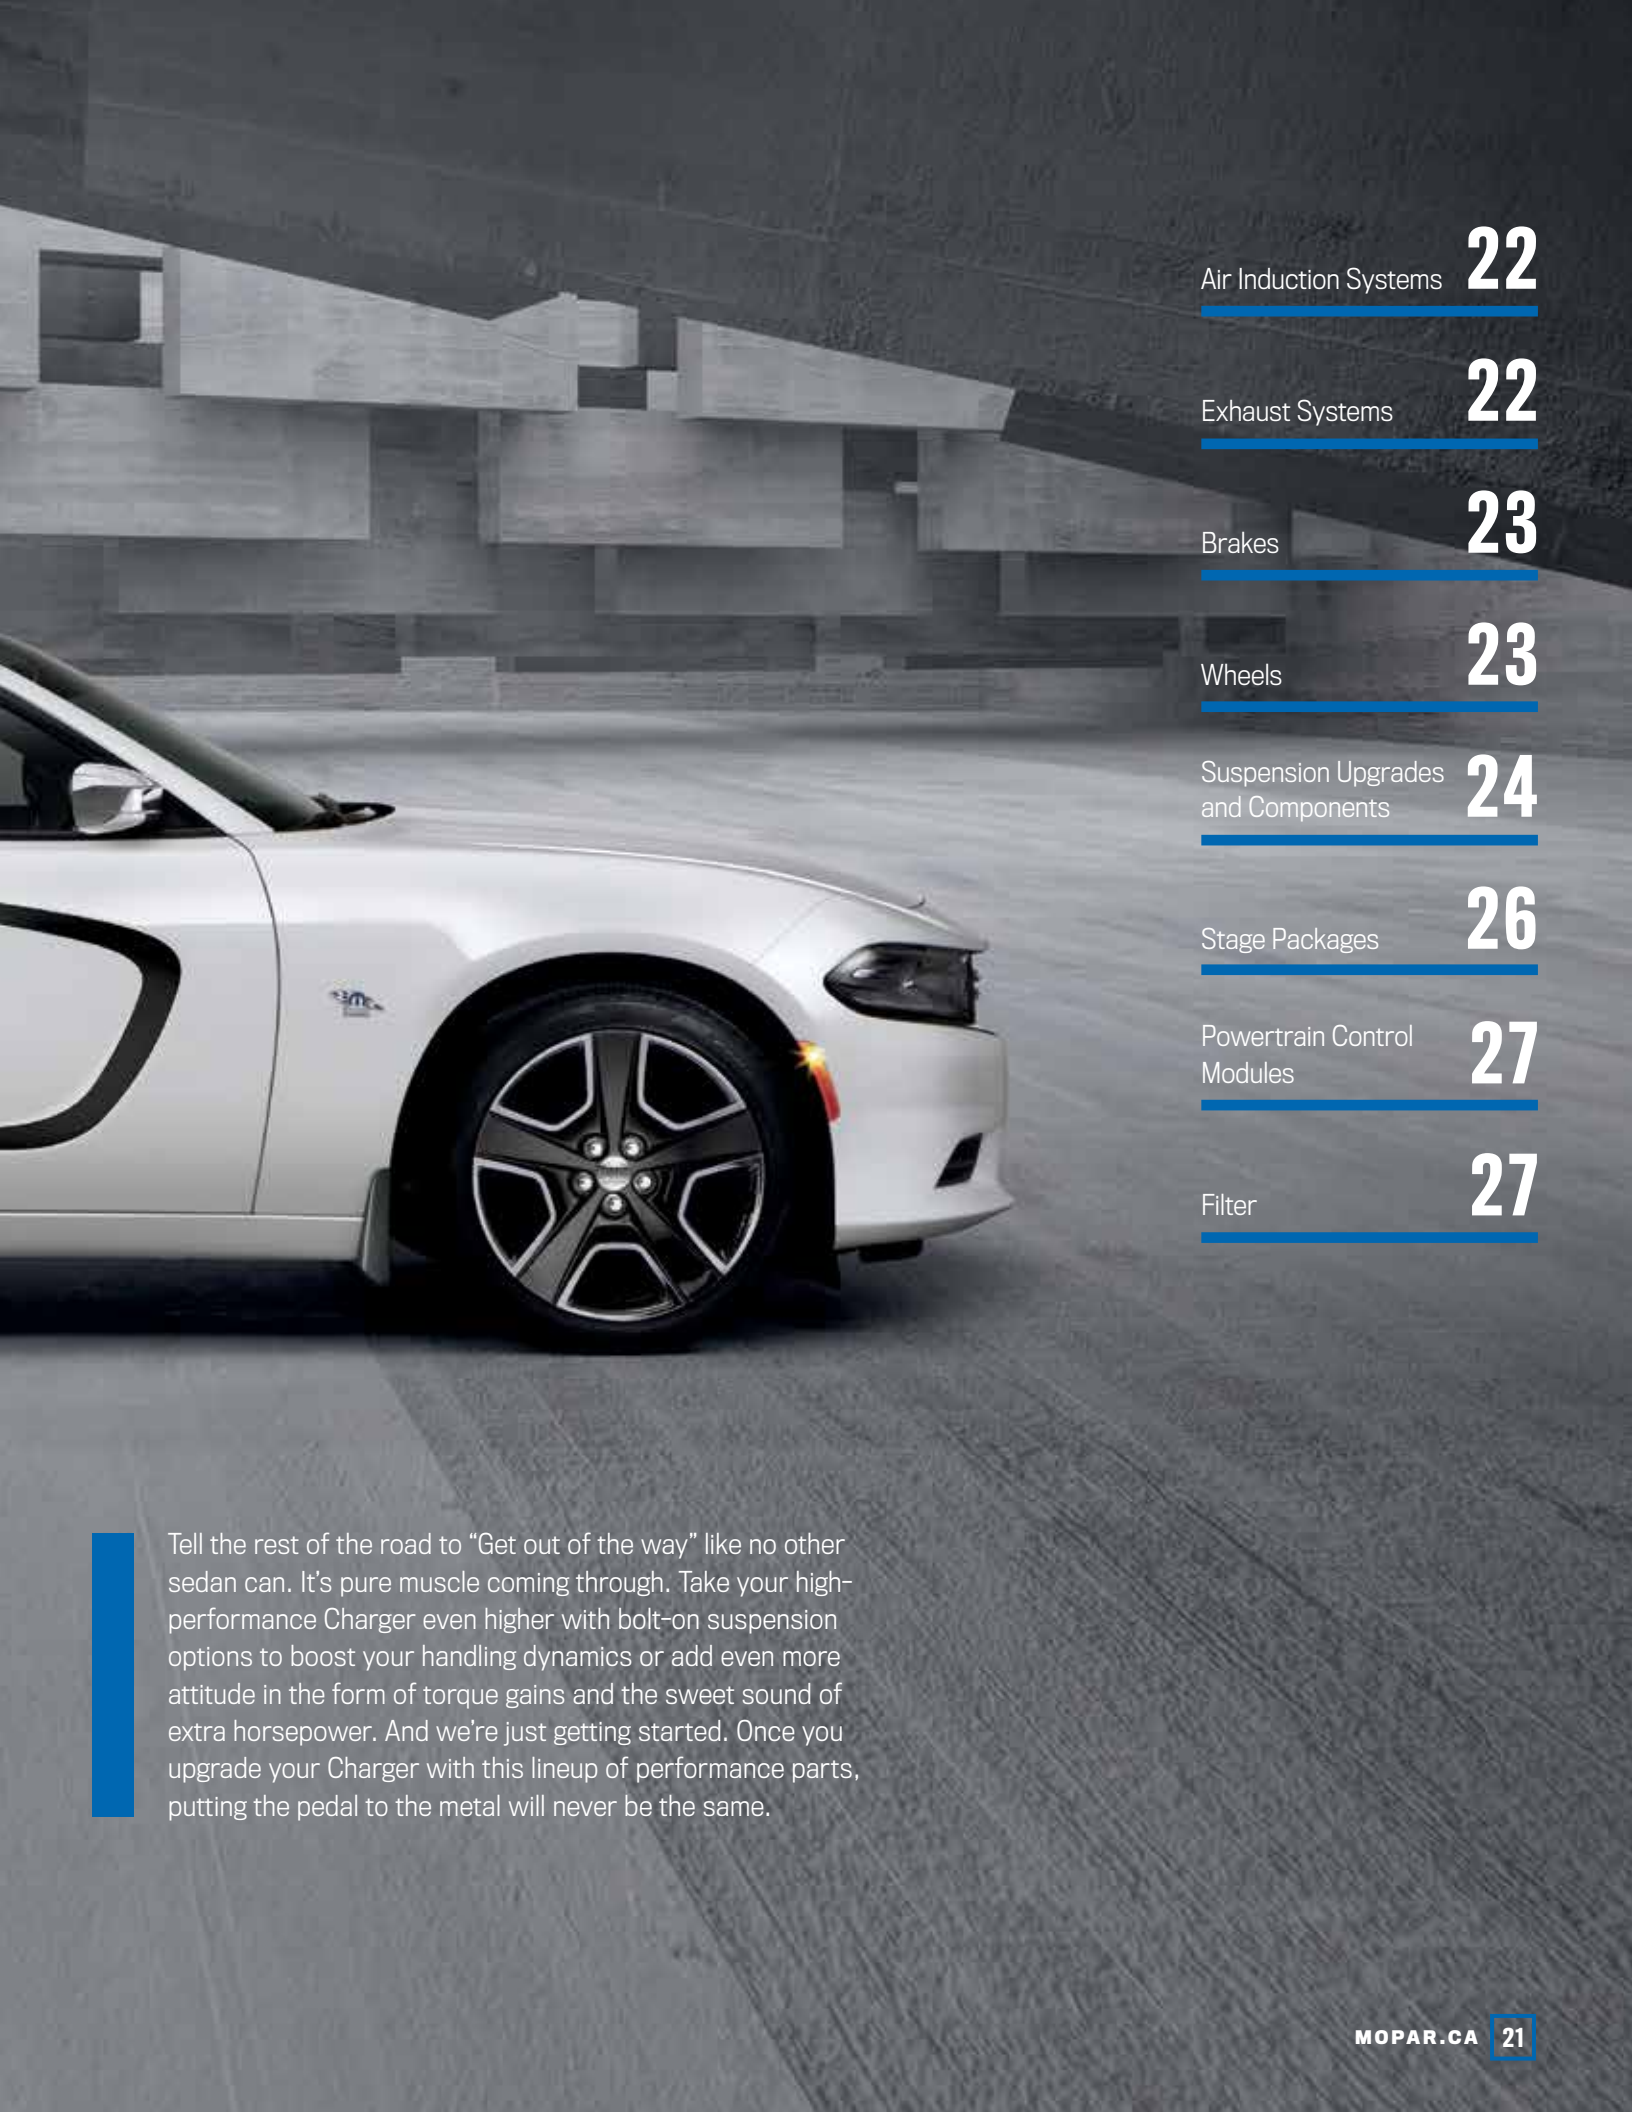 Air Induction Systems 22
Exhaust Systems 22
Brakes 23
Wheels 23
Suspension Upgrades
and Components 24
Stage Packages 26
Powertrain Control
Modules 27
Filter 27
Tell the rest of the road to “Get out of the way” like no other
sedan can. It’s pure muscle coming through. Take your high-
performance Charger even higher with bolt-on suspension
options to boost your handling dynamics or add even more
attitude in the form of torque gains and the sweet sound of
extra horsepower. And we’re just getting started. Once you
upgrade your Charger with this lineup of performance parts,
putting the pedal to the metal will never be the same.
MOPAR.CA 21